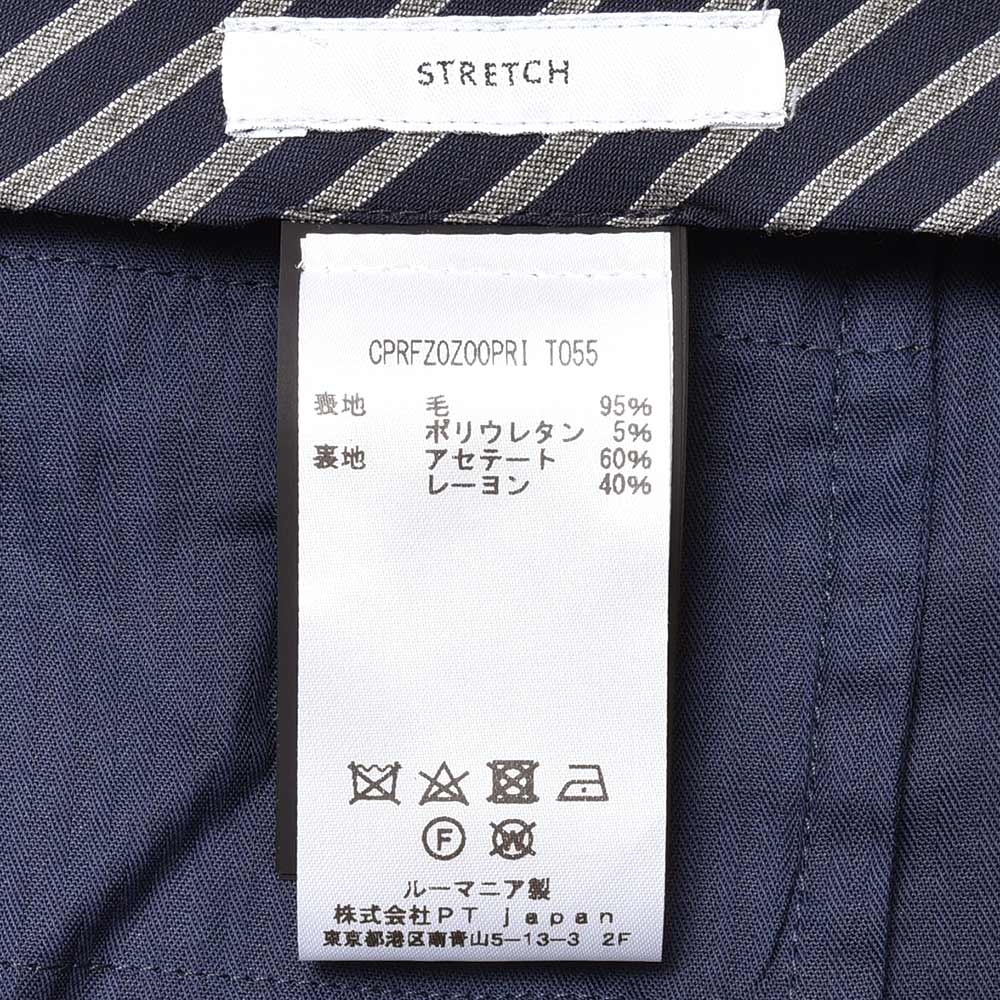 STRETCH
CPRFZ0Z00PRI T055
表地 毛 95%
ポリウレタン 5%
裏地 アセテート 60%
レーヨン 40%
F W
ルーマニア製
株式会社PT japan
東京都港区南青山5-13-3 2F